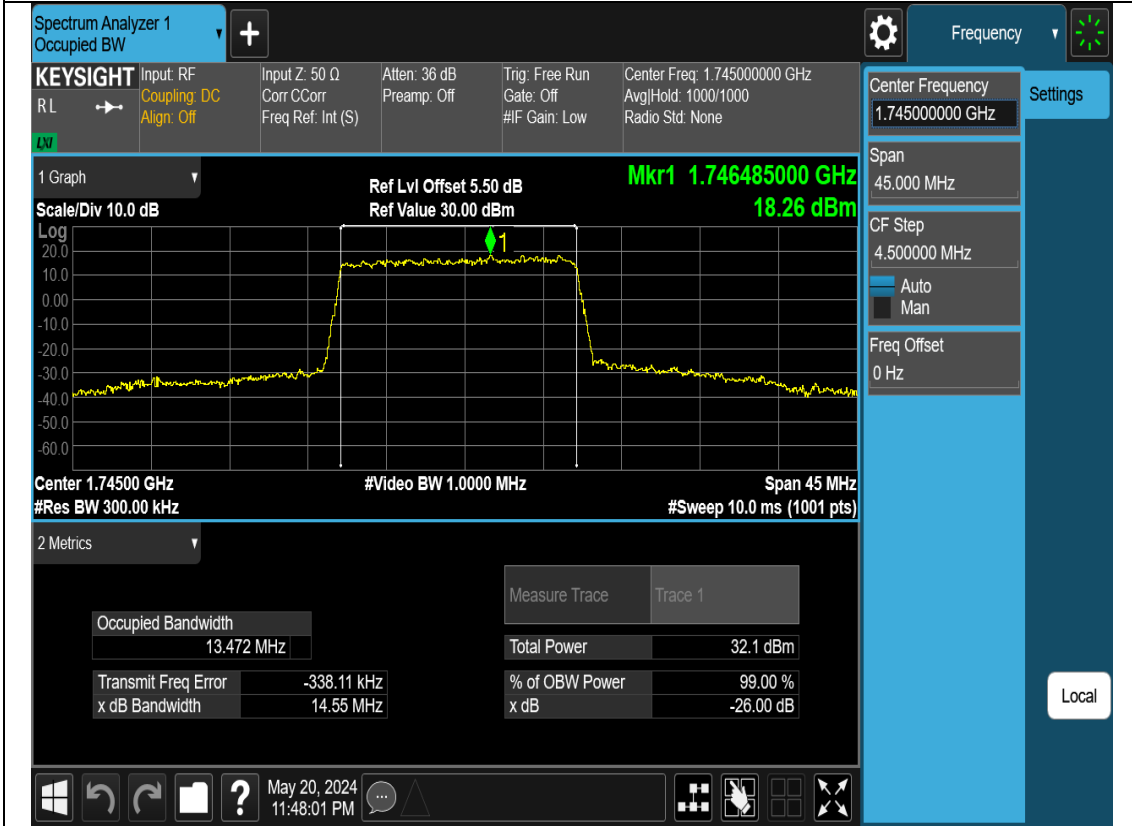 Spectrum Analyzer 1
Occupied BW
Frequency
KEYSIGHT
R L
LXI
Input: RF
Coupling: DC
Align: Off
Input Z: 50 Ω
Corr CCorr
Freq Ref: Int (S)
Atten: 36 dB
Preamp: Off
Trig: Free Run
Gate: Off
#IF Gain: Low
Center Freq: 1.745000000 GHz
Avg|Hold: 1000/1000
Radio Std: None
1 Graph
Scale/Div 10.0 dB
Ref Lvl Offset 5.50 dB
Ref Value 30.00 dBm
Mkr1 1.746485000 GHz
18.26 dBm
Log
20.0
10.0
0.00
-10.0
-20.0
-30.0
-40.0
-50.0
-60.0
1
Center 1.74500 GHz
#Video BW 1.0000 MHz
Span 45 MHz
#Res BW 300.00 kHz
#Sweep 10.0 ms (1001 pts)
2 Metrics
Measure Trace Trace 1
Occupied Bandwidth
13.472 MHz
Total Power 32.1 dBm
Transmit Freq Error -338.11 kHz
% of OBW Power 99.00 %
x dB Bandwidth 14.55 MHz
x dB -26.00 dB
Center Frequency
1.745000000 GHz
Settings
Span
45.000 MHz
CF Step
4.500000 MHz
Auto
Man
Freq Offset
0 Hz
Local
?
May 20, 2024
11:48:01 PM